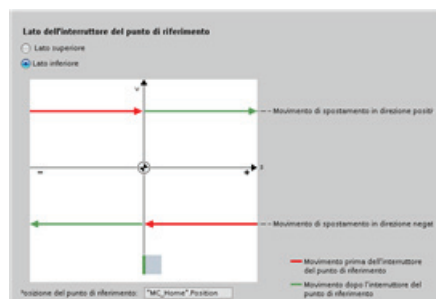 Lato dell'interruttore del punto di riferimento
Lato superiore
Lato inferiore
v
Movimento di spostamento in direzione positi
-
+
Movimento di spostamento in direzione negat
Movimento prima dell'interruttore
del punto di riferimento
Movimento dopo l'interruttore del
punto di riferimento
osizione del punto di riferimento: "MC_Home".Position